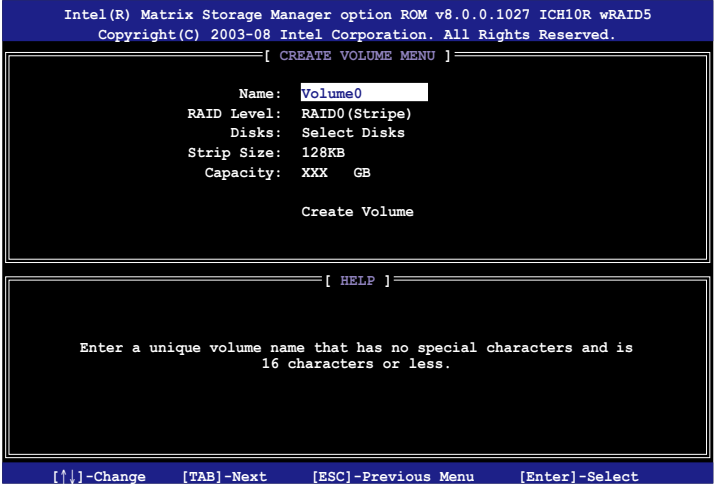 Intel(R) Matrix Storage Manager option ROM v8.0.0.1027 ICH10R wRAID5
Copyright(C) 2003-08 Intel Corporation. All Rights Reserved.
[ CREATE VOLUME MENU ]
Name: Volume0
RAID Level: RAID0(Stripe)
Disks: Select Disks
Strip Size: 128KB
Capacity: XXX GB
Create Volume
[ HELP ]
Enter a unique volume name that has no special characters and is
16 characters or less.
[↑↓]-Change [TAB]-Next [ESC]-Previous Menu [Enter]-Select